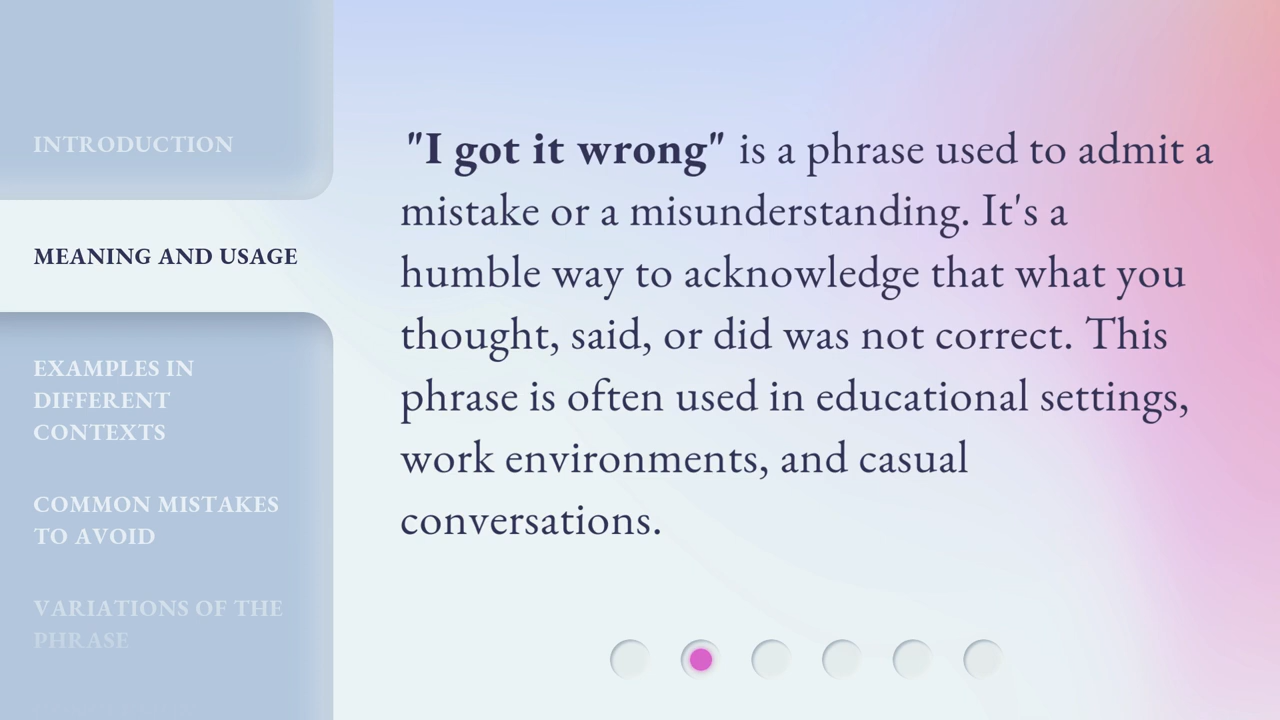 INTRODUCTION
MEANING AND USAGE
EXAMPLES IN
DIFFERENT
CONTEXTS
COMMON MISTAKES
TO AVOID
VARIATIONS OF THE
PHRASE
"I got it wrong" is a phrase used to admit a
mistake or a misunderstanding. It's a
humble way to acknowledge that what you
thought, said, or did was not correct. This
phrase is often used in educational settings,
work environments, and casual
conversations.